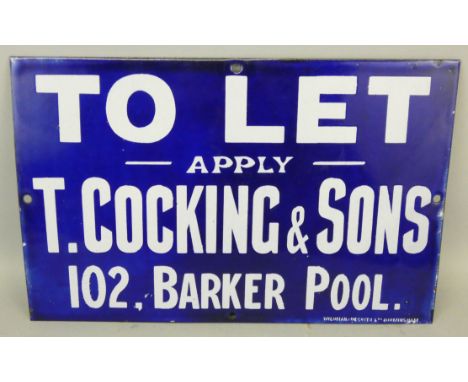 TO LET
— APPLY —
T. COCKING & SONS
102, BARKER POOL.